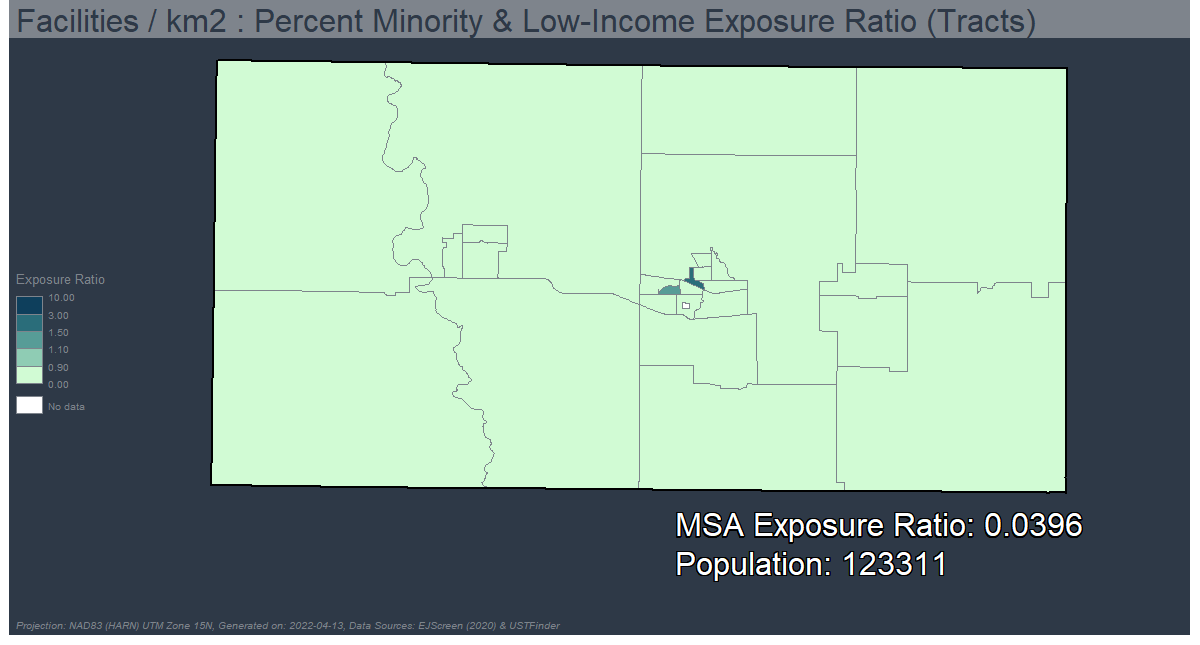 Facilities / km2 : Percent Minority & Low-Income Exposure Ratio (Tracts)
Exposure Ratio
10.00
3.00
1.50
1.10
0.90
0.00
No data
MSA Exposure Ratio: 0.0396
Population: 123311
Projection: NAD83 (HARN) UTM Zone 15N, Generated on: 2022-04-13, Data Sources: EJScreen (2020) & USTFinder